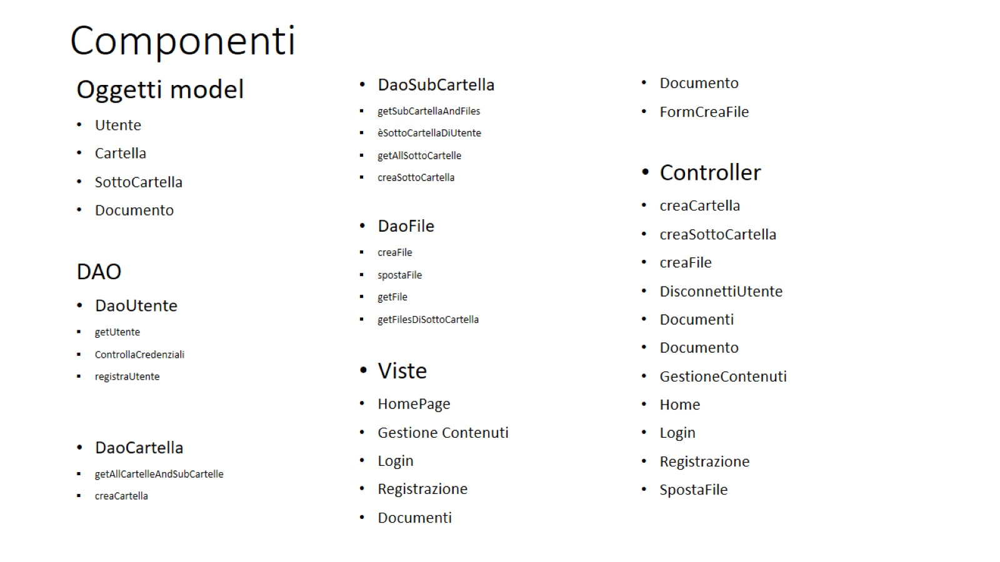 Componenti
Oggetti model
• Utente
• Cartella
• SottoCartella
• Documento
DAO
• DaoUtente
▪ getUtente
▪ ControllaCredenziali
▪ registraUtente
• DaoCartella
▪ getAllCartelleAndSubCartelle
▪ creaCartella
• DaoSubCartella
▪ getSubCartellaAndFiles
▪ èSottoCartellaDiUtente
▪ getAllSottoCartelle
▪ creaSottoCartella
• DaoFile
▪ creaFile
▪ spostaFile
▪ getFile
▪ getFilesDiSottoCartella
• Viste
• HomePage
• Gestione Contenuti
• Login
• Registrazione
• Documenti
• Documento
• FormCreaFile
• Controller
• creaCartella
• creaSottoCartella
• creaFile
• DisconnettiUtente
• Documenti
• Documento
• GestioneContenuti
• Home
• Login
• Registrazione
• SpostaFile